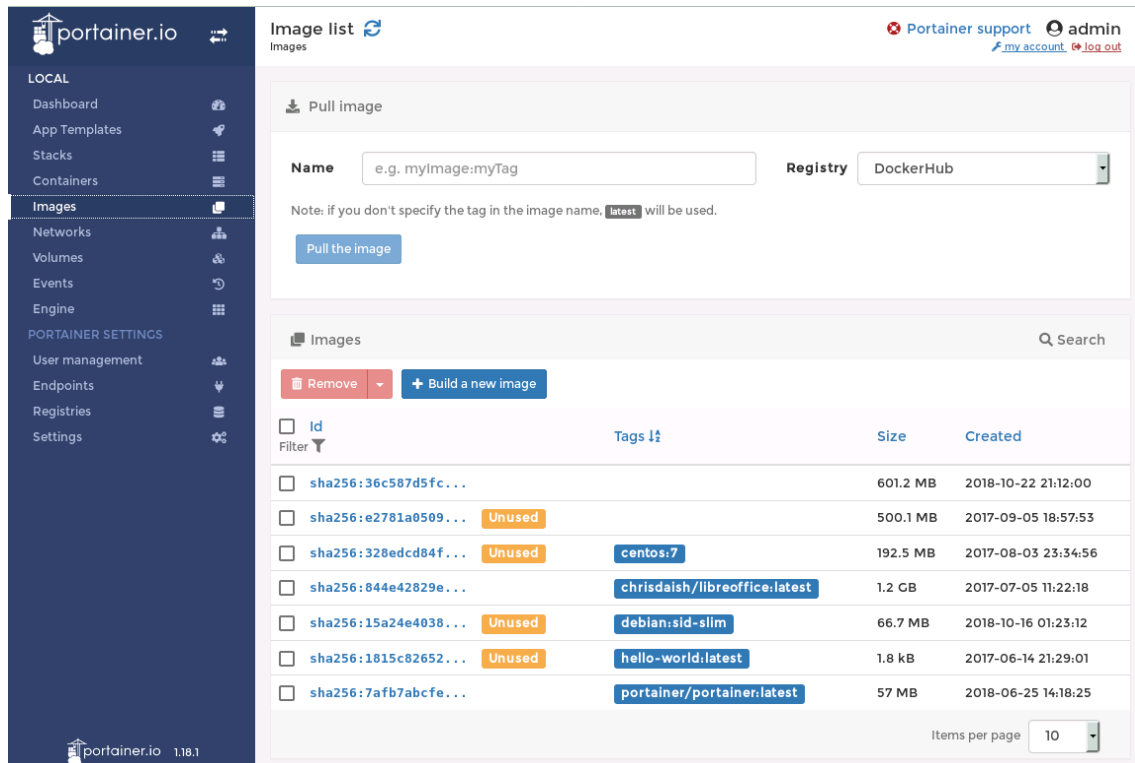 portainer.io
LOCAL
Dashboard
App Templates
Stacks
Containers
Images
Networks
Volumes
Events
Engine
PORTAINER SETTINGS
User management
Endpoints
Registries
Settings
portainer.io 1.18.1
Image list
Images
Portainer support admin
my account log out
Pull image
Name e.g. myImage:myTag Registry DockerHub
Note: if you don't specify the tag in the image name, latest will be used.
Pull the image
Images Search
Remove Build a new image
Id Tags Size Created
Filter
sha256:36c587d5fc... 601.2 MB 2018-10-22 21:12:00
sha256:e2781a0509... Unused 500.1 MB 2017-09-05 18:57:53
sha256:328edcd84f... Unused centos:7 192.5 MB 2017-08-03 23:34:56
sha256:844e42829e... chrisdaish/libreoffice:latest 1.2 GB 2017-07-05 11:22:18
sha256:15a24e4038... Unused debian:sid-slim 66.7 MB 2018-10-16 01:23:12
sha256:1815c82652... Unused hello-world:latest 1.8 kB 2017-06-14 21:29:01
sha256:7afb7abcfe... portainer/portainer:latest 57 MB 2018-06-25 14:18:25
Items per page 10